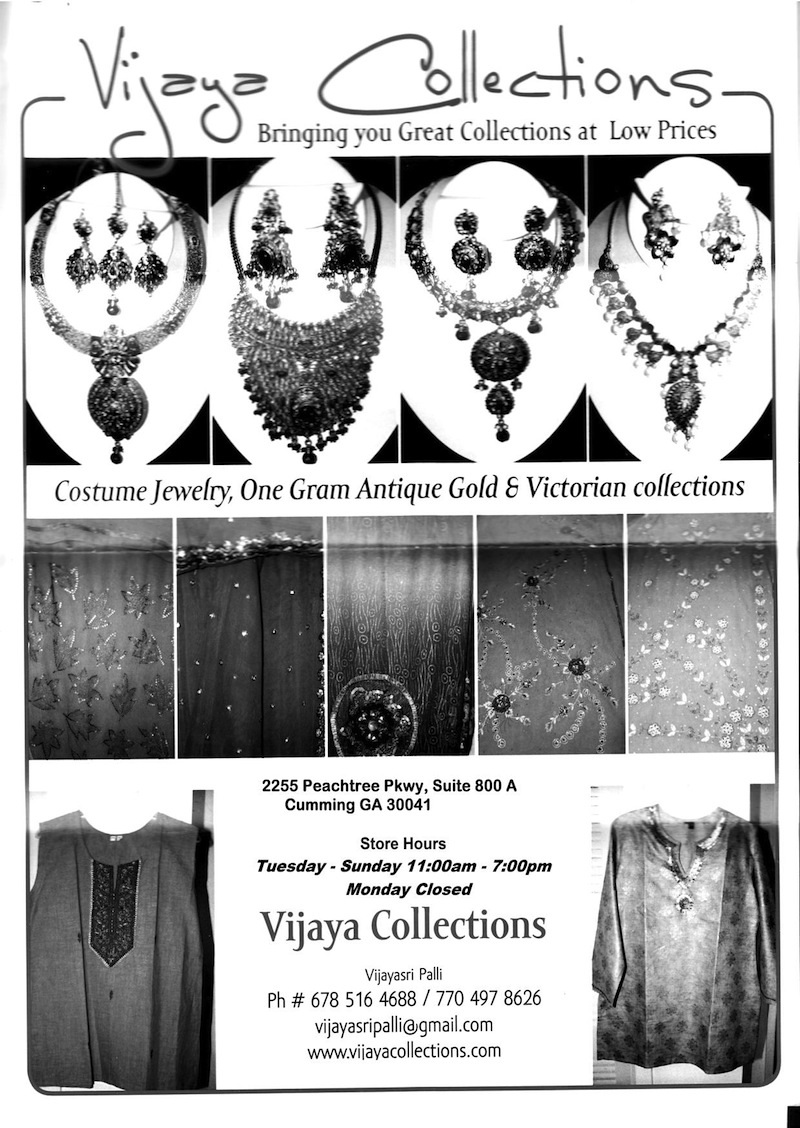 Vijaya Collections
Bringing you Great Collections at Low Prices
Costume Jewelry, One Gram Antique Gold & Victorian collections
2255 Peachtree Pkwy, Suite 800 A
Cumming GA 30041
Store Hours
Tuesday - Sunday 11:00am - 7:00pm
Monday Closed
Vijaya Collections
Vijayasri Palli
Ph # 678 516 4688 / 770 497 8626
vijayasripalli@gmail.com
www.vijayacollections.com